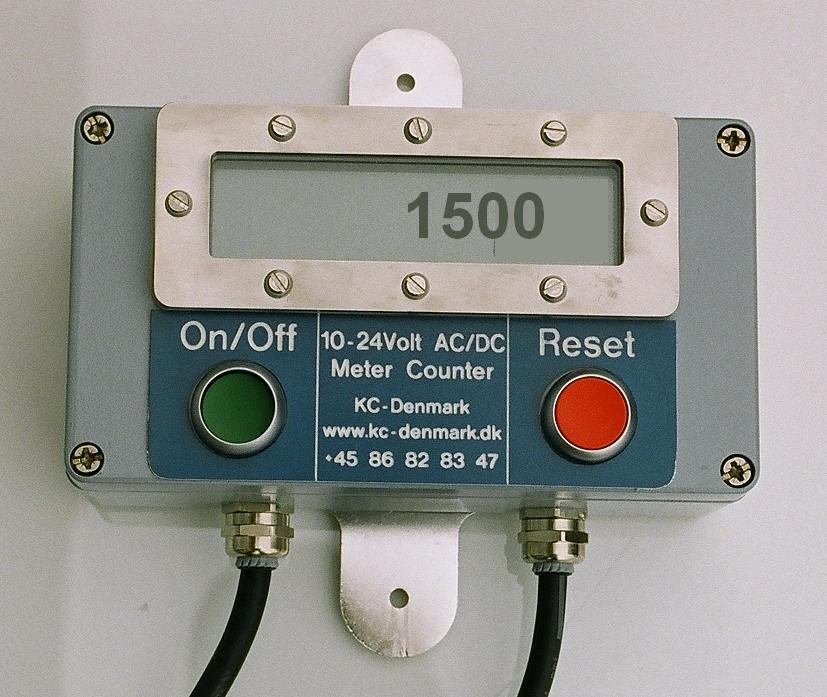 1500
On/Off
10-24Volt AC/DC
Meter Counter
KC-Denmark
www.kc-denmark.dk
+45 86 82 83 47
Reset